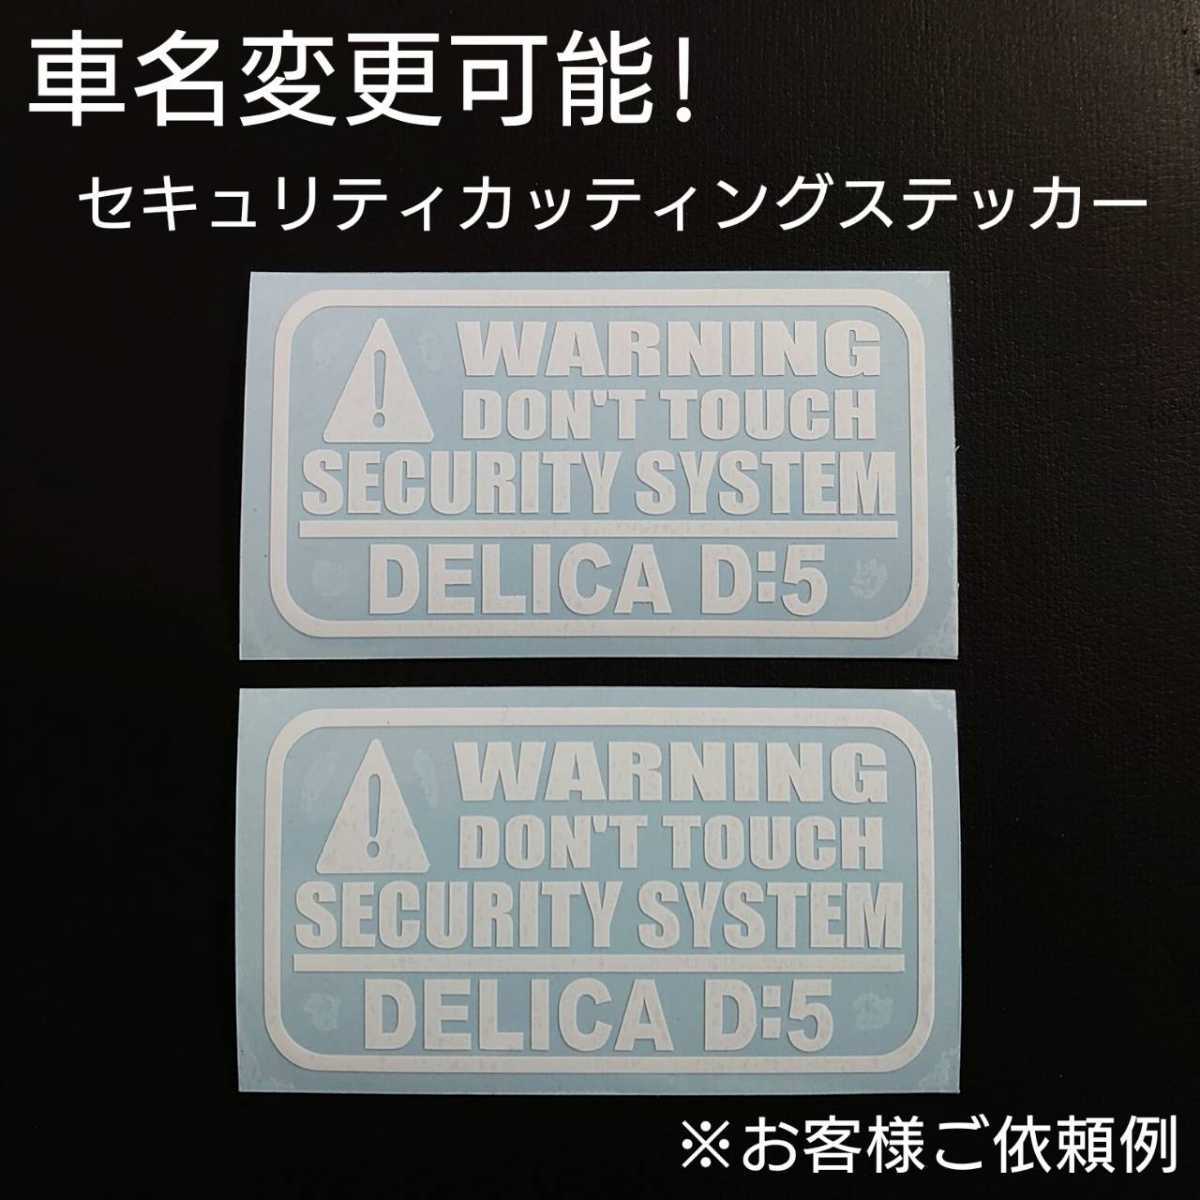 車名変更可能!
セキュリティカッティングステッカー
WARNING
DON'T TOUCH
SECURITY SYSTEM
DELICA D:5
WARNING
DON'T TOUCH
SECURITY SYSTEM
DELICA D:5
※お客様ご依頼例